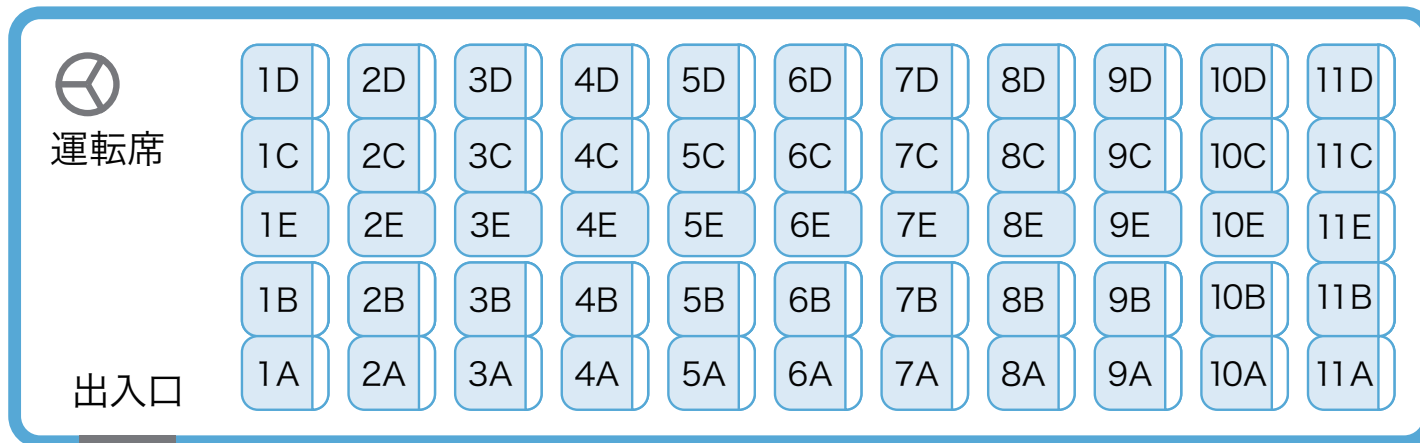 1D 2D 3D 4D 5D 6D 7D 8D 9D 10D 11D
運転席
1C 2C 3C 4C 5C 6C 7C 8C 9C 10C 11C
1E 2E 3E 4E 5E 6E 7E 8E 9E 10E 11E
1B 2B 3B 4B 5B 6B 7B 8B 9B 10B 11B
1A 2A 3A 4A 5A 6A 7A 8A 9A 10A 11A
出入口